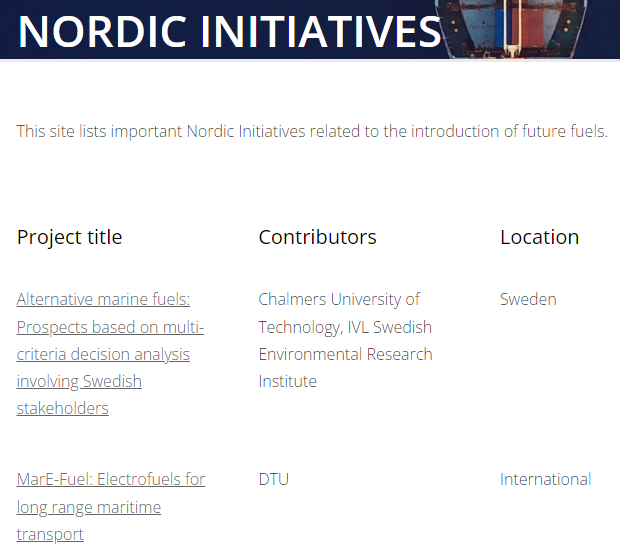 NORDIC INITIATIVES
This site lists important Nordic Initiatives related to the introduction of future fuels.
Project title Contributors Location
Alternative marine fuels: Chalmers University of Sweden
Prospects based on multi- Technology, IVL Swedish
criteria decision analysis Environmental Research
involving Swedish Institute
stakeholders
MarE-Fuel: Electrofuels for DTU International
long range maritime
transport